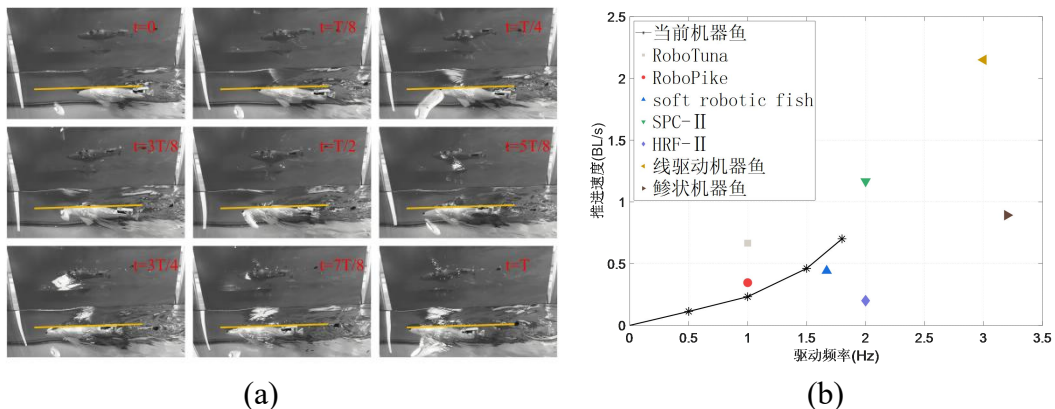 t=0
t=T/8
t=T/4
3T/8
t=T/2
t=5T/8
t=3T/4
t=7T/8
t=T
(a)
推进速度(BL/s)
2.5
2
1.5
1
0.5
0
当前机器鱼
RoboTuna
RoboPike
soft robotic fish
SPC-Ⅱ
HRF-Ⅱ
线驱动机器鱼
鲹状机器鱼
0 0.5 1 1.5 2 2.5 3 3.5
驱动频率(Hz)
(b)